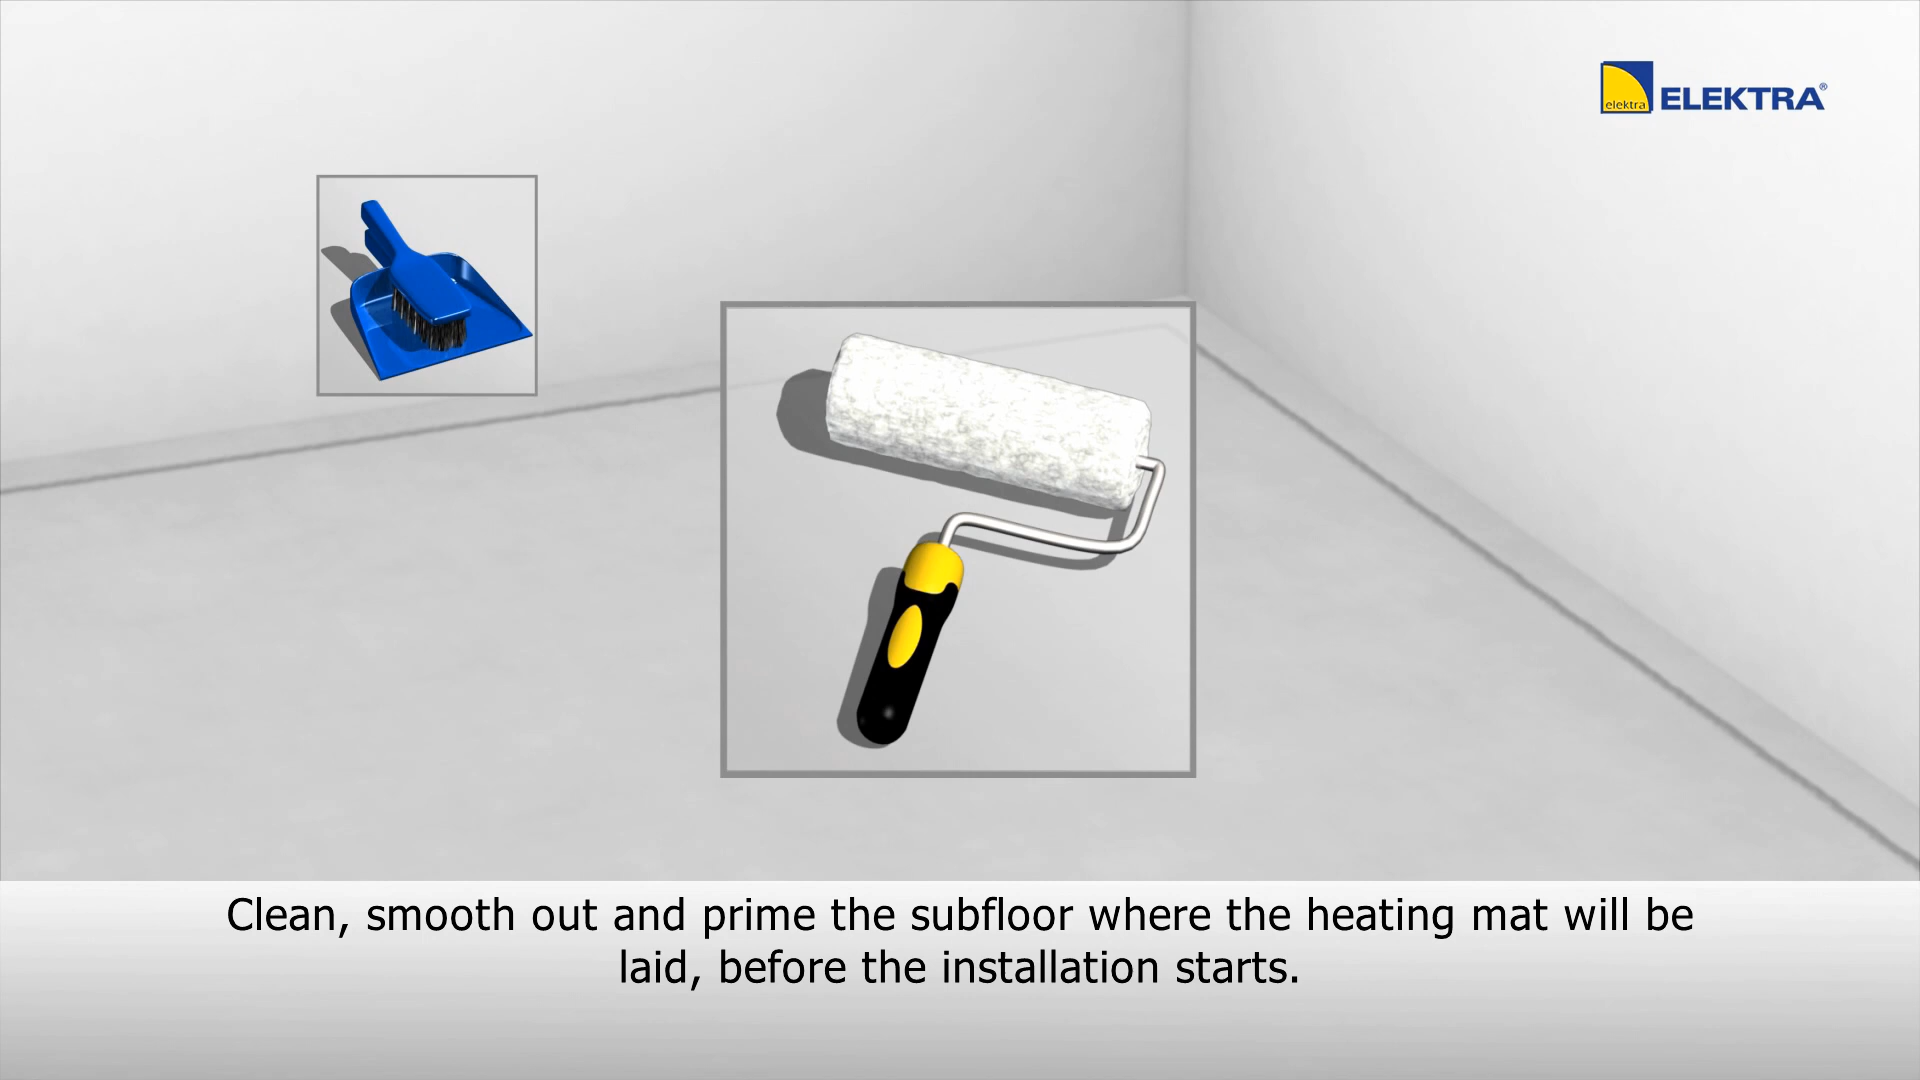 elektra ELEKTRA®
Clean, smooth out and prime the subfloor where the heating mat will be
laid, before the installation starts.